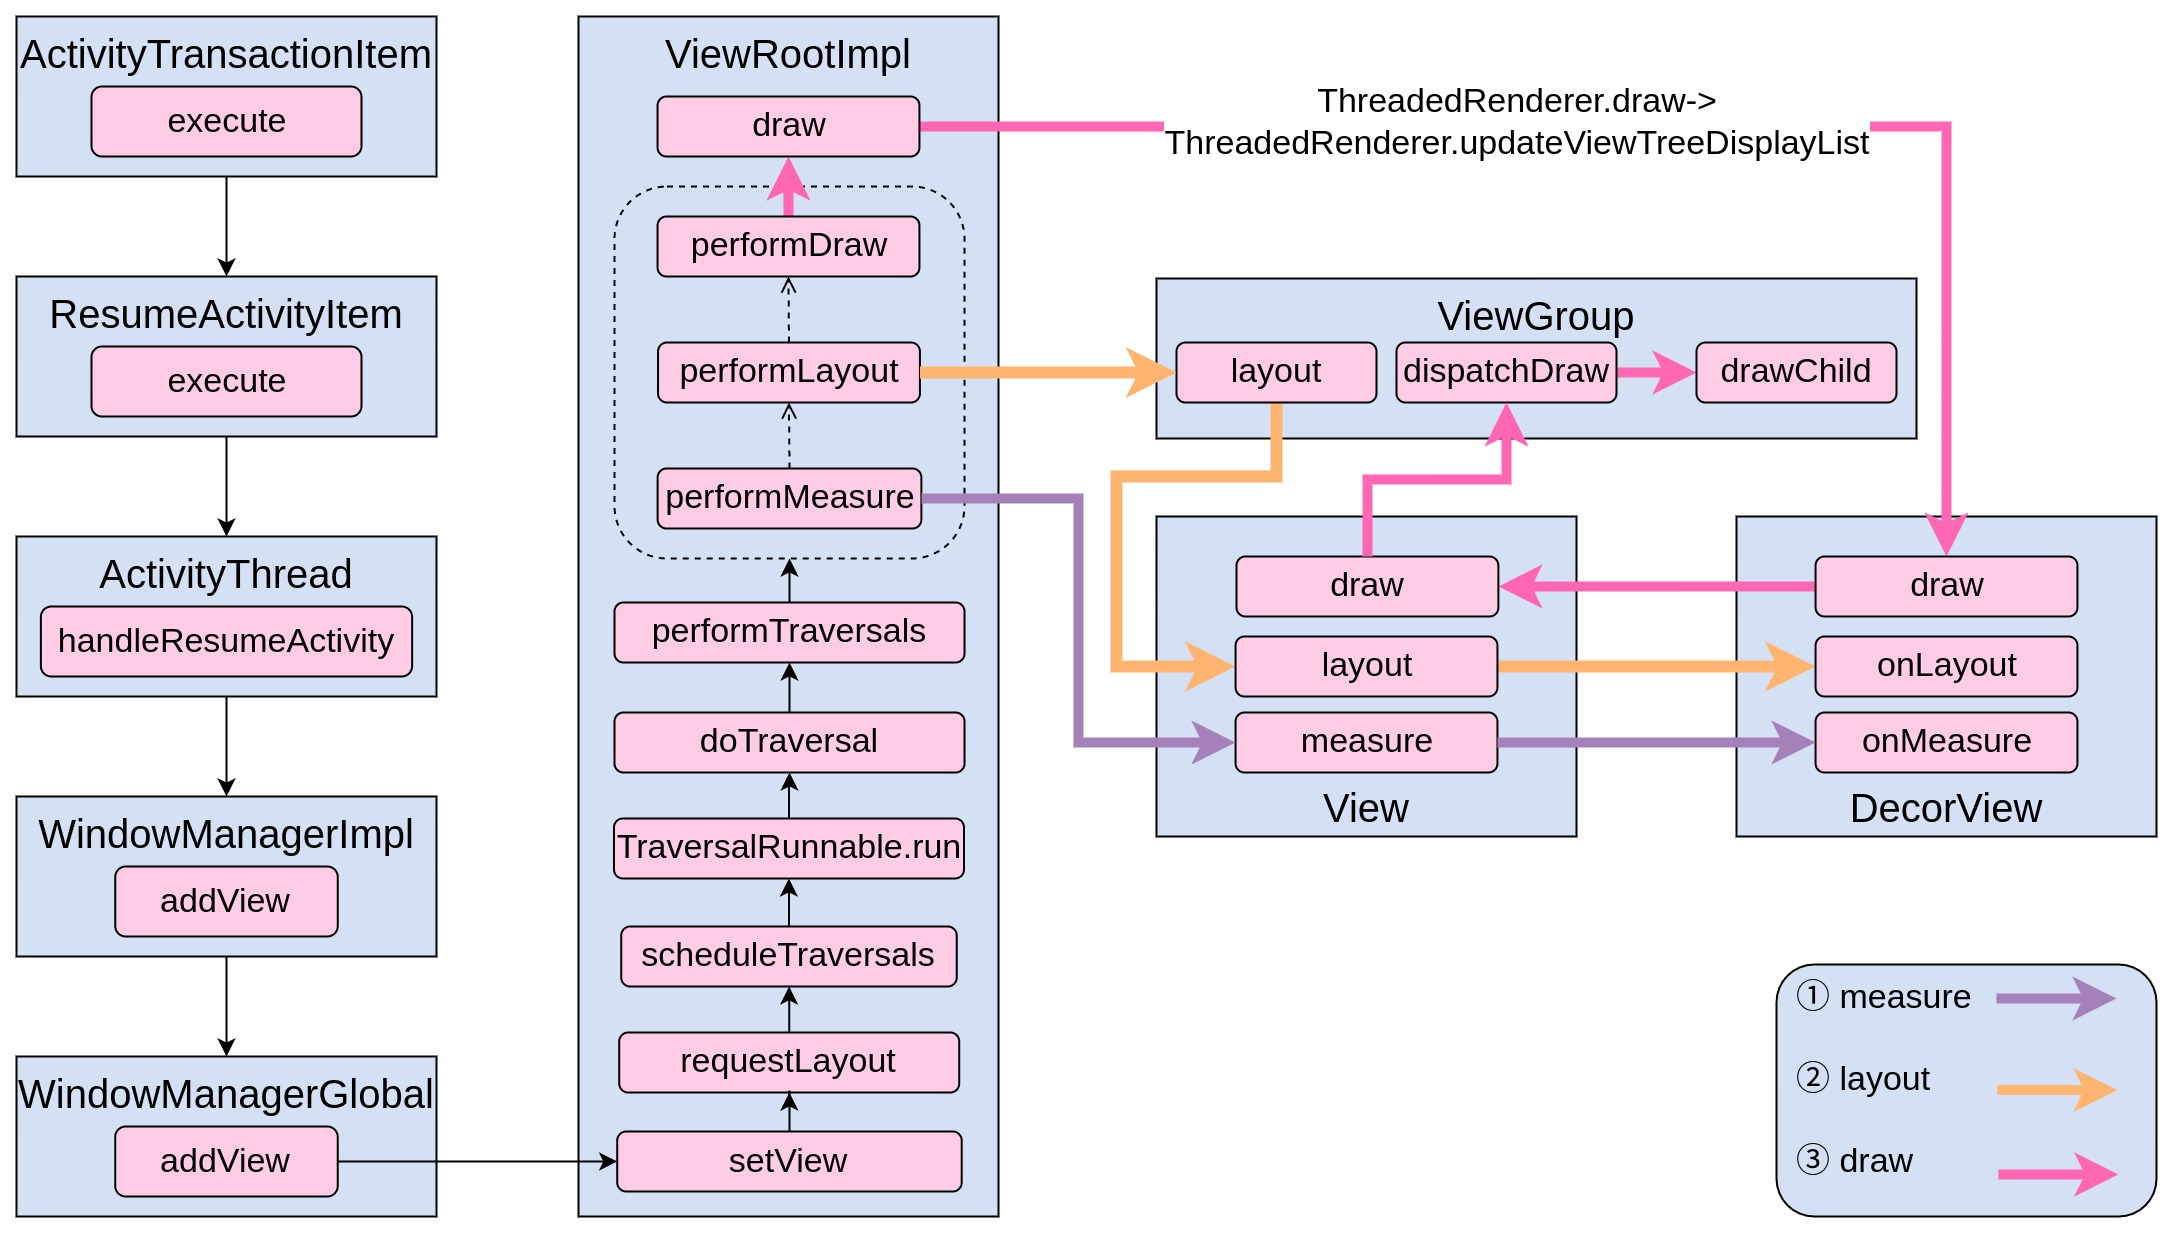 ActivityTransactionItem
execute
ResumeActivityItem
execute
ActivityThread
handleResumeActivity
WindowManagerImpl
addView
WindowManagerGlobal
addView
ViewRootImpl
draw
performDraw
performLayout
performMeasure
performTraversals
doTraversal
TraversalRunnable.run
scheduleTraversals
requestLayout
setView
ThreadedRenderer.draw->
ThreadedRenderer.updateViewTreeDisplayList
ViewGroup
layout
dispatchDraw
drawChild
draw
layout
measure
View
draw
onLayout
onMeasure
DecorView
① measure
② layout
③ draw